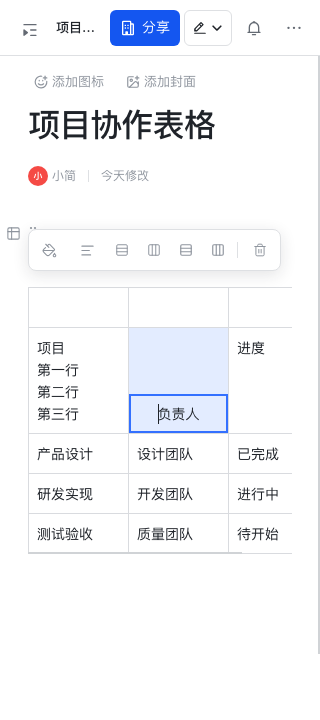 项目...
分享
添加图标
添加封面
项目协作表格
小
小简
今天修改
项目
第一行
第二行
第三行
负责人
进度
产品设计
设计团队
已完成
研发实现
开发团队
进行中
测试验收
质量团队
待开始